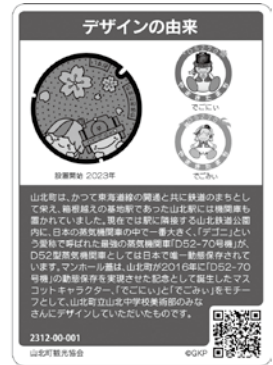 デザインの由来
でごにぃ
設置開始 2023年
でごみぃ
山北町は、かつて東海道線の開通と共に鉄道のまちとし
て栄え、箱根越えの基地駅であった山北駅には機関庫も
置かれていました。現在では駅に隣接する山北鉄道公園
内に、日本の蒸気機関車の中で一番大きく、「デゴニ」とい
う愛称で呼ばれた最強の蒸気機関車「D52-70号機」が、
D52型蒸気機関車としては日本で唯一動態保存されて
います。マンホール蓋は、山北町が2016年に「D52-70
号機」の動態保存を実現させた記念として誕生したマス
コットキャラクター、「でごにぃ」と「でごみぃ」をモチー
フとして、山北町立山北中学校美術部のみな
さんにデザインしていただいたものです。
2312-00-001
山北町観光協会
©GKP